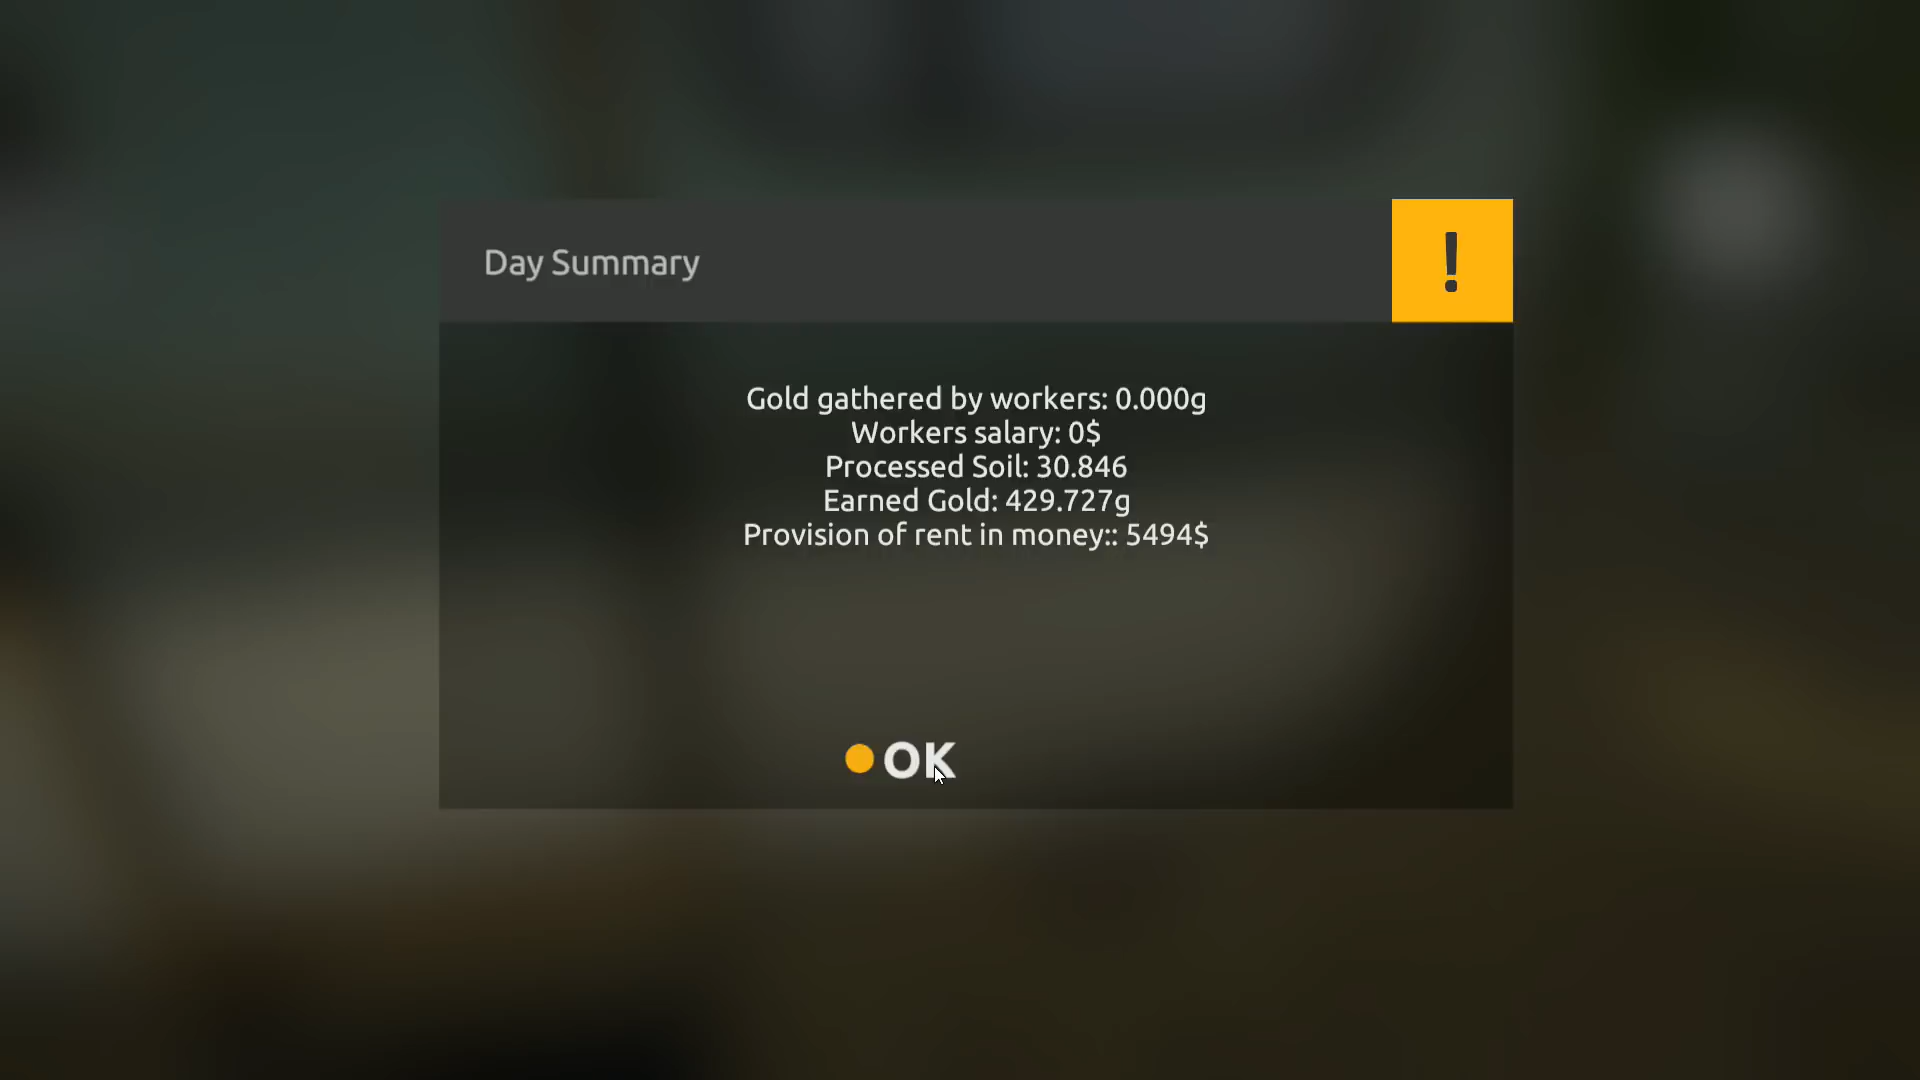 Day Summary
!
Gold gathered by workers: 0.000g
Workers salary: 0$
Processed Soil: 30.846
Earned Gold: 429.727g
Provision of rent in money:: 5494$
OK